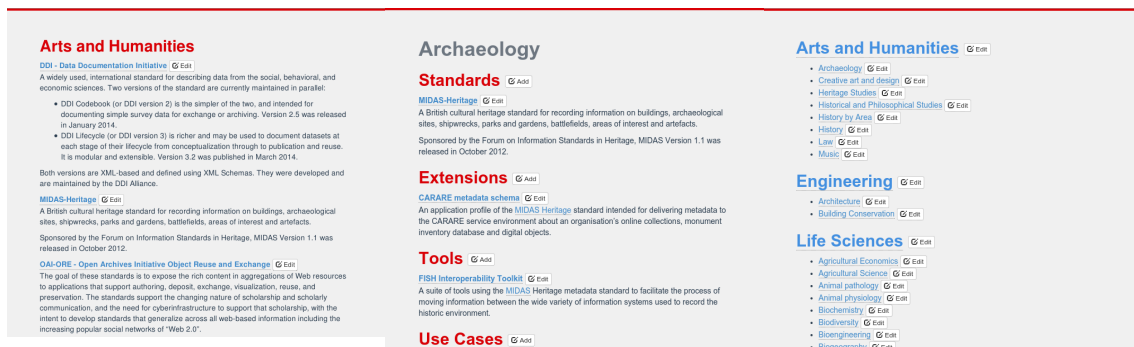 Arts and Humanities
DDI - Data Documentation Initiative Edit
A widely used, international standard for describing data from the social, behavioral, and
economic sciences. Two versions of the standard are currently maintained in parallel:
• DDI Codebook (or DDI version 2) is the simpler of the two, and intended for
documenting simple survey data for exchange or archiving. Version 2.5 was released
in January 2014.
• DDI Lifecycle (or DDI version 3) is richer and may be used to document datasets at
each stage of their lifecycle from conceptualization through to publication and reuse.
It is modular and extensible. Version 3.2 was published in March 2014.
Both versions are XML-based and defined using XML Schemas. They were developed and
are maintained by the DDI Alliance.
MIDAS-Heritage Edit
A British cultural heritage standard for recording information on buildings, archaeological
sites, shipwrecks, parks and gardens, battlefields, areas of interest and artefacts.
Sponsored by the Forum on Information Standards in Heritage, MIDAS Version 1.1 was
released in October 2012.
OAI-ORE - Open Archives Initiative Object Reuse and Exchange Edit
The goal of these standards is to expose the rich content in aggregations of Web resources
to applications that support authoring, deposit, exchange, visualization, reuse, and
preservation. The standards support the changing nature of scholarship and scholarly
communication, and the need for cyberinfrastructure to support that scholarship, with the
intent to develop standards that generalize across all web-based information including the
increasing popular social networks of “Web 2.0”.
Archaeology
Standards Add
MIDAS-Heritage Edit
A British cultural heritage standard for recording information on buildings, archaeological
sites, shipwrecks, parks and gardens, battlefields, areas of interest and artefacts.
Sponsored by the Forum on Information Standards in Heritage, MIDAS Version 1.1 was
released in October 2012.
Extensions Add
CARARE metadata schema Edit
An application profile of the MIDAS Heritage standard intended for delivering metadata to
the CARARE service environment about an organisation's online collections, monument
inventory database and digital objects.
Tools Add
FISH Interoperability Toolkit Edit
A suite of tools using the MIDAS Heritage metadata standard to facilitate the process of
moving information between the wide variety of information systems used to record the
historic environment.
Use Cases Add
Arts and Humanities Edit
• Archaeology Edit
• Creative art and design Edit
• Heritage Studies Edit
• Historical and Philosophical Studies Edit
• History by Area Edit
• History Edit
• Law Edit
• Music Edit
Engineering Edit
• Architecture Edit
• Building Conservation Edit
Life Sciences Edit
• Agricultural Economics Edit
• Agricultural Science Edit
• Animal pathology Edit
• Animal physiology Edit
• Biochemistry Edit
• Biodiversity Edit
• Bioengineering Edit
• Biogeography Edit